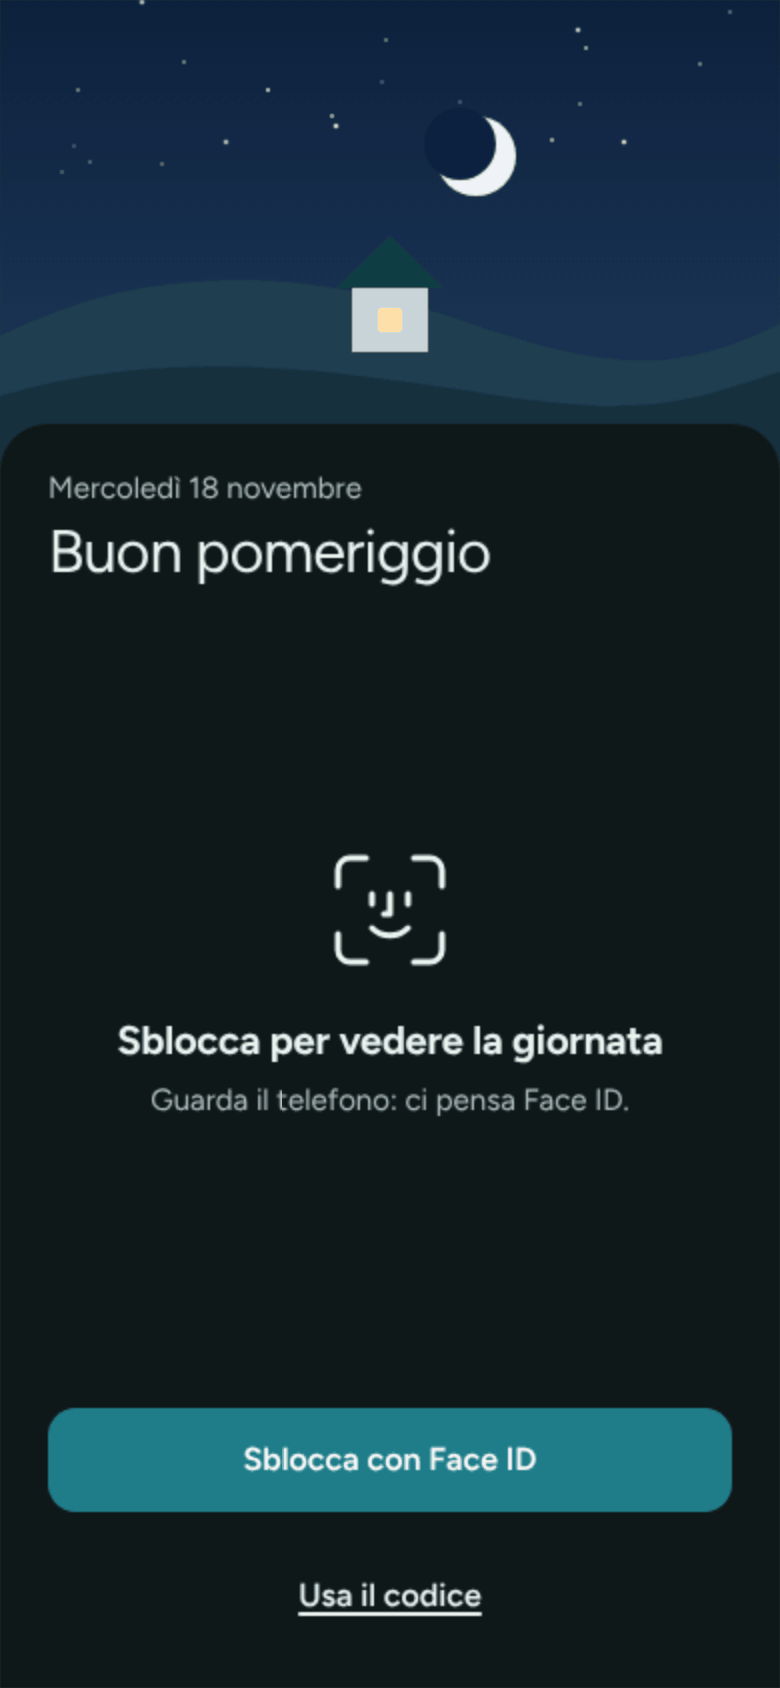 Mercoledì 18 novembre
Buon pomeriggio
Sblocca per vedere la giornata
Guarda il telefono: ci pensa Face ID.
Sblocca con Face ID
Usa il codice